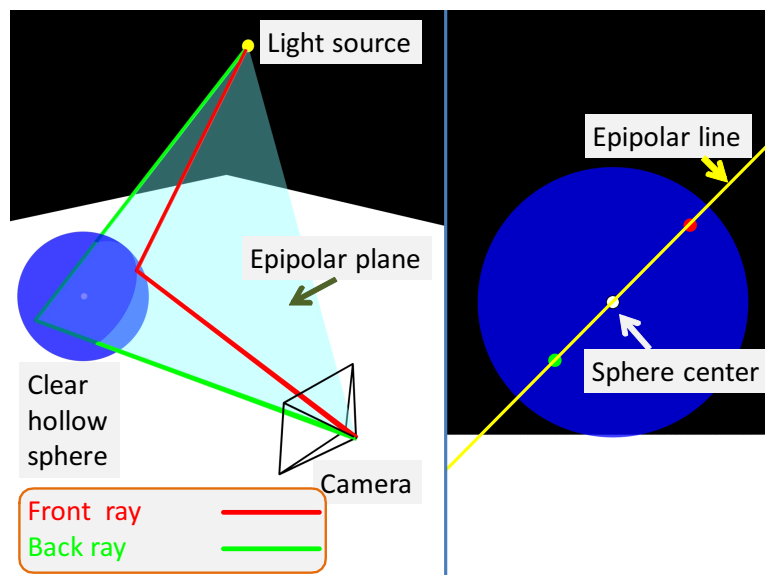 Light source
Epipolar plane
Clear
hollow
sphere
Camera
Front ray
Back ray
Epipolar line
Sphere center